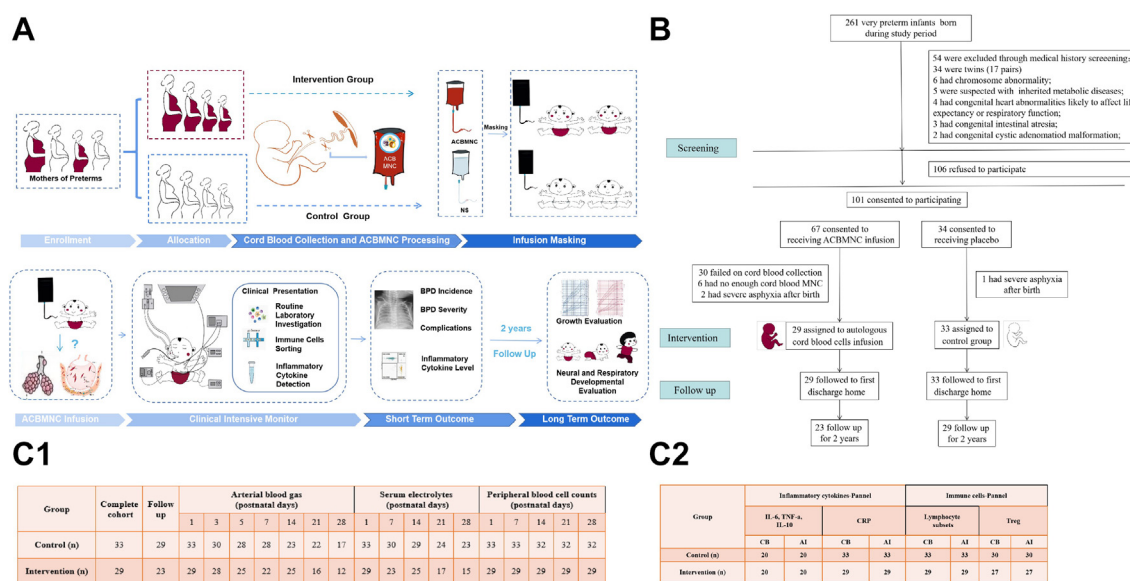 A
Intervention Group
Mothers of Preterms
ACB
MNC
Control Group
ACBMNC
Masking
NS
Enrollment
Allocation
Cord Blood Collection and ACBMNC Processing
Infusion Masking
?
Clinical Presentation
Routine
Laboratory
Investigation
Immune Cells
Sorting
Inflammatory
Cytokine
Detection
BPD Incidence
BPD Severity
Complications
Inflammatory
Cytokine Level
2 years
Follow Up
Growth Evaluation
Neural and Respiratory
Developmental
Evaluation
ACBMNC Infusion
Clinical Intensive Monitor
Short Term Outcome
Long Term Outcome
B
261 very preterm infants born
during study period
54 were excluded through medical history screeening:
34 were twins (17 pairs)
6 had chromosome abnormality;
5 were suspected with inherited metabolic diseases;
4 had congenital heart abnormalities likely to affect lif
expectancy or respiratory function;
3 had congenital intestinal atresia;
2 had congenital cystic adenomatiod malformation;
Screening
106 refused to participate
101 consented to participating
67 consented to
receiving ACBMNC infusion
34 consented to
receiving placebo
30 failed on cord blood collection
6 had no enough cord blood MNC
2 had severe asphyxia after birth
1 had severe asphyxia
after birth
Intervention
29 assigned to autologous
cord blood cells infusion
33 assigned to
control group
Follow up
29 followed to first
discharge home
33 followed to first
discharge home
23 follow up
for 2 years
29 follow up
for 2 years
C1
Group
Complete
cohort
Follow
up
Arterial blood gas
(postnatal days)
Serum electrolytes
(postnatal days)
Peripheral blood cell counts
(postnatal days)
1 3 5 7 14 21 28 1 7 14 21 28 1 7 14 21 28
Control (n) 33 29 33 30 28 28 23 22 17 33 30 29 24 23 33 33 32 32 32
Intervention (n) 29 23 29 28 25 22 25 16 12 29 23 25 17 15 29 29 29 29 29
C2
Group
Inflammatory cytokines-Pannel
Immune cells-Pannel
IL-6, TNF-a,
IL-10
CRP
Lymphocyte
subsets
Treg
CB AI CB AI CB AI CB AI
Control (n) 20 20 33 33 33 33 30 30
Intervention (n) 20 20 29 29 29 29 27 27